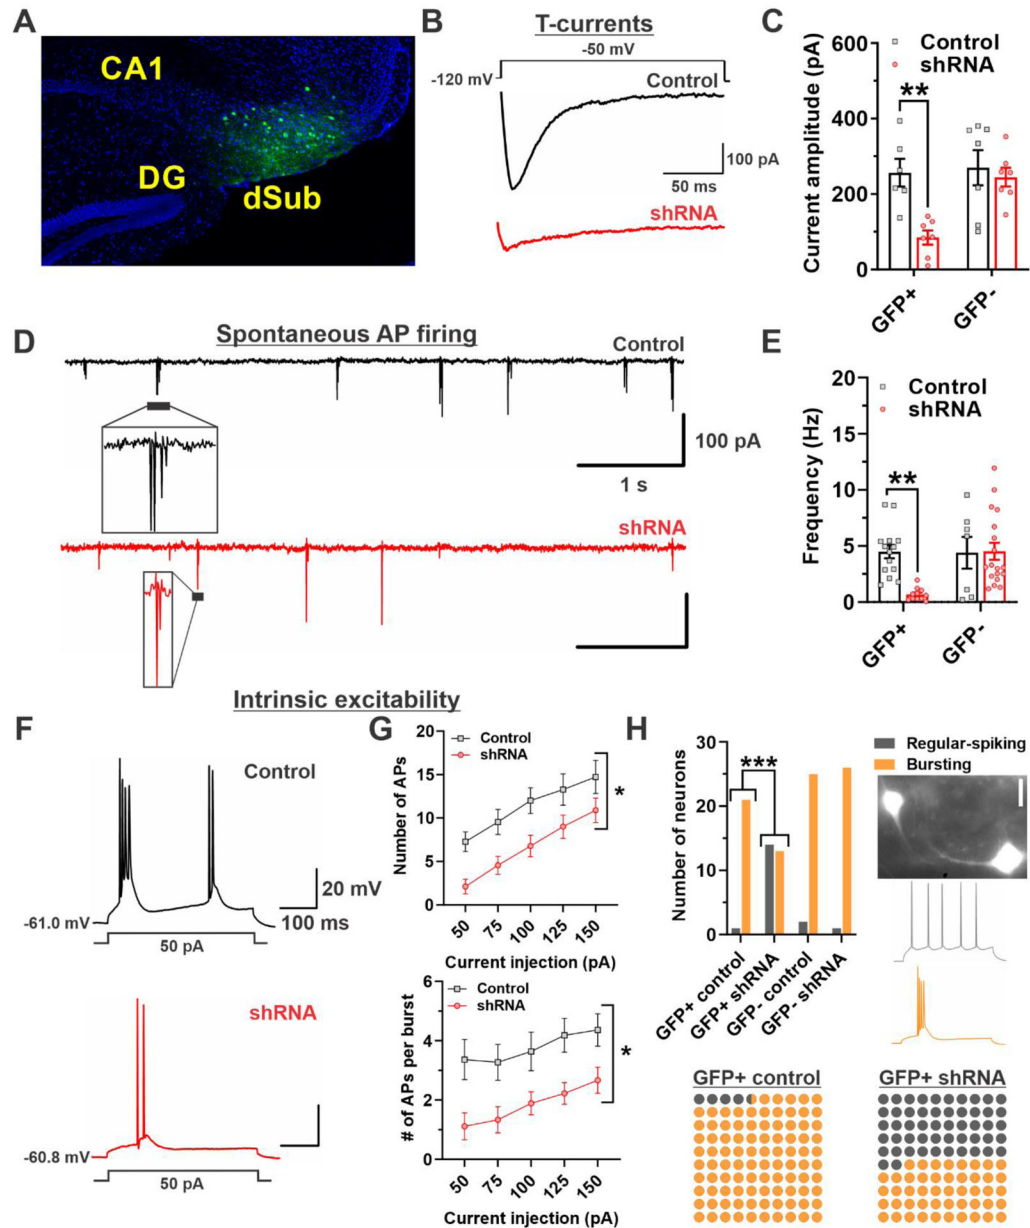 A
CA1
DG
dSub
B
T-currents
-50 mV
-120 mV
Control
100 pA
50 ms
shRNA
C
Current amplitude (pA)
600
400
200
0
Control
shRNA
**
GFP+
GFP-
D
Spontaneous AP firing
Control
100 pA
1 s
shRNA
E
Frequency (Hz)
20
15
10
5
0
Control
shRNA
**
GFP+
GFP-
Intrinsic excitability
F
Control
20 mV
100 ms
-61.0 mV
50 pA
shRNA
-60.8 mV
50 pA
G
Number of APs
20
15
10
5
0
Control
shRNA
*
50
75
100
125
150
Current injection (pA)
# of APs per burst
6
4
2
0
Control
shRNA
*
50
75
100
125
150
Current injection (pA)
H
Number of neurons
30
20
10
0
***
GFP+ control
GFP+ shRNA
GFP- control
GFP- shRNA
Regular-spiking
Bursting
GFP+ control
GFP+ shRNA